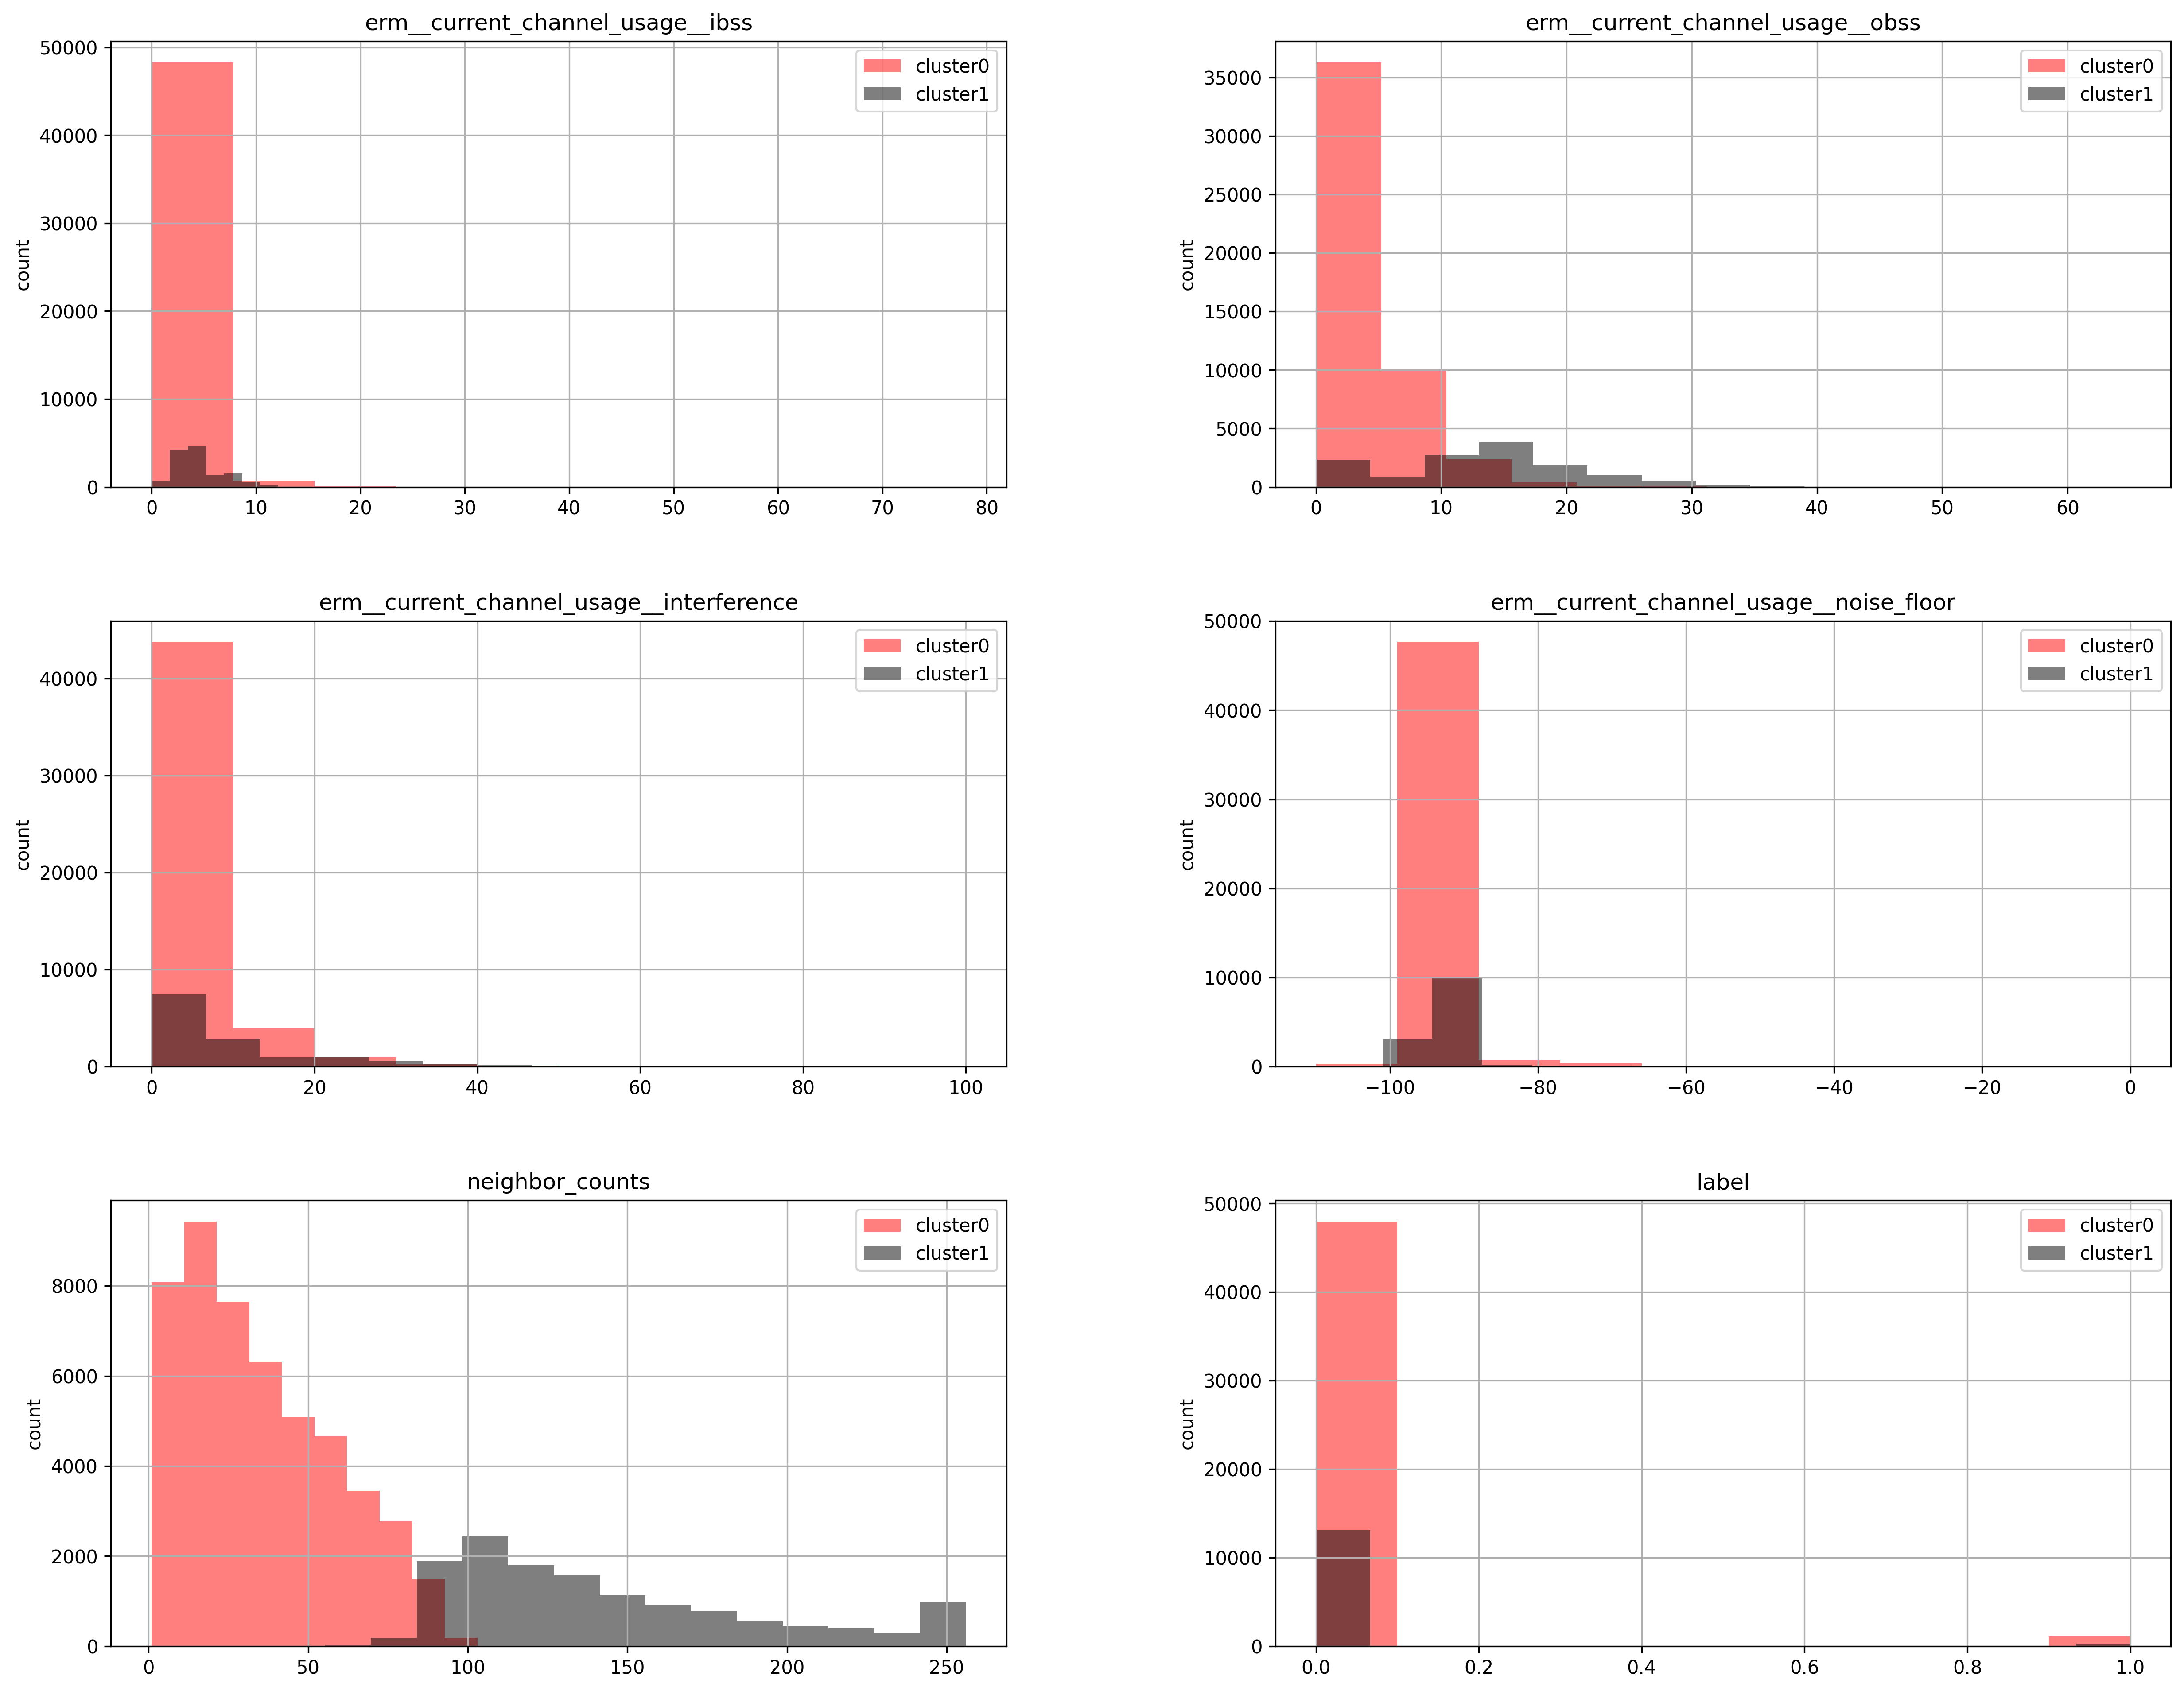 erm__current_channel_usage__ibss
count
50000
40000
30000
20000
10000
0
0 10 20 30 40 50 60 70 80
cluster0
cluster1
erm__current_channel_usage__obss
count
35000
30000
25000
20000
15000
10000
5000
0
0 10 20 30 40 50 60
cluster0
cluster1
erm__current_channel_usage__interference
count
40000
30000
20000
10000
0
0 20 40 60 80 100
cluster0
cluster1
erm__current_channel_usage__noise_floor
count
50000
40000
30000
20000
10000
0
−100 −80 −60 −40 −20 0
cluster0
cluster1
neighbor_counts
count
8000
6000
4000
2000
0
0 50 100 150 200 250
cluster0
cluster1
label
count
50000
40000
30000
20000
10000
0
0.0 0.2 0.4 0.6 0.8 1.0
cluster0
cluster1